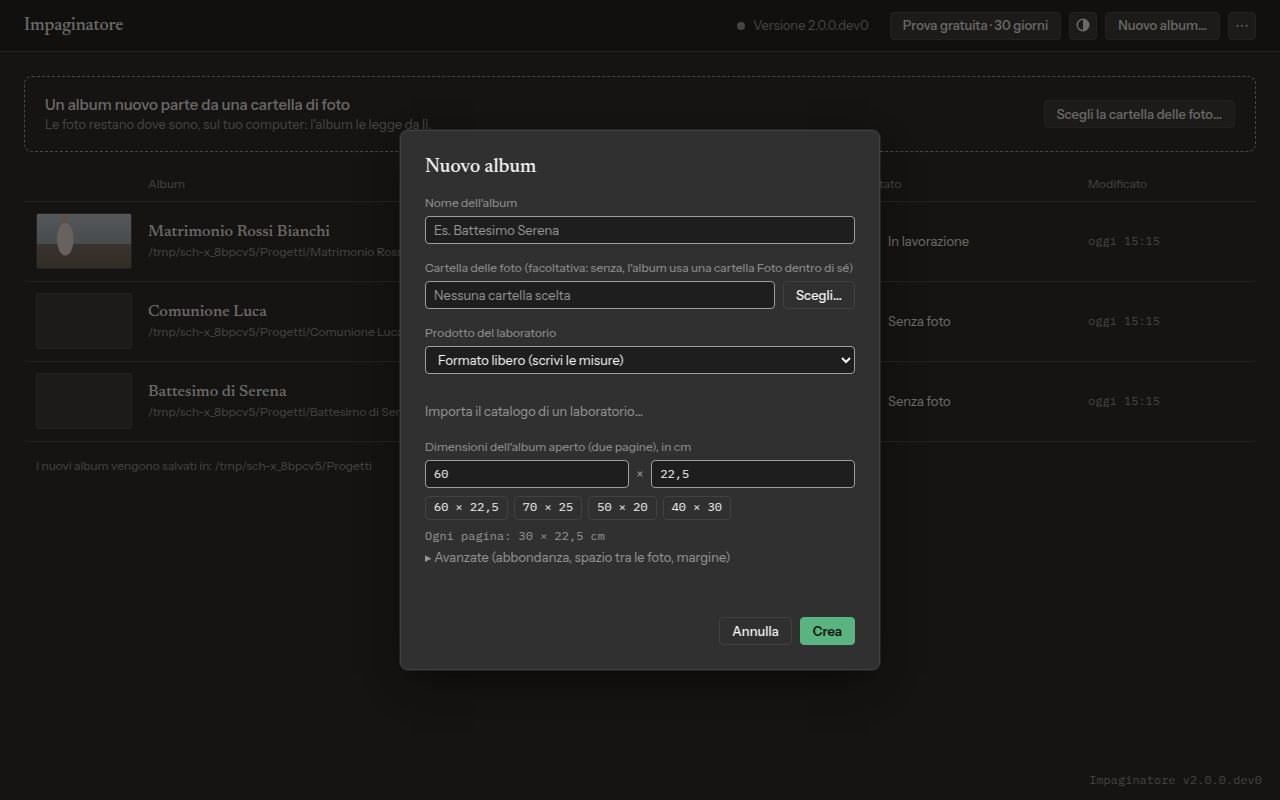 Impaginatore
Versione 2.0.0.dev0
Prova gratuita · 30 giorni
Nuovo album…
Un album nuovo parte da una cartella di foto
Le foto restano dove sono, sul tuo computer: l'album le legge da lì.
Scegli la cartella delle foto…
Album
tato
Modificato
Matrimonio Rossi Bianchi
/tmp/sch-x_8bpcv5/Progetti/Matrimonio Ross
In lavorazione
oggi 15:15
Comunione Luca
/tmp/sch-x_8bpcv5/Progetti/Comunione Luca
Senza foto
oggi 15:15
Battesimo di Serena
/tmp/sch-x_8bpcv5/Progetti/Battesimo di Ser
Senza foto
oggi 15:15
I nuovi album vengono salvati in: /tmp/sch-x_8bpcv5/Progetti
Nuovo album
Nome dell'album
Es. Battesimo Serena
Cartella delle foto (facoltativa: senza, l'album usa una cartella Foto dentro di sé)
Nessuna cartella scelta
Scegli…
Prodotto del laboratorio
Formato libero (scrivi le misure)
Importa il catalogo di un laboratorio…
Dimensioni dell'album aperto (due pagine), in cm
60 × 22,5
60 × 22,5
70 × 25
50 × 20
40 × 30
Ogni pagina: 30 × 22,5 cm
▸ Avanzate (abbondanza, spazio tra le foto, margine)
Annulla
Crea
Impaginatore v2.0.0.dev0